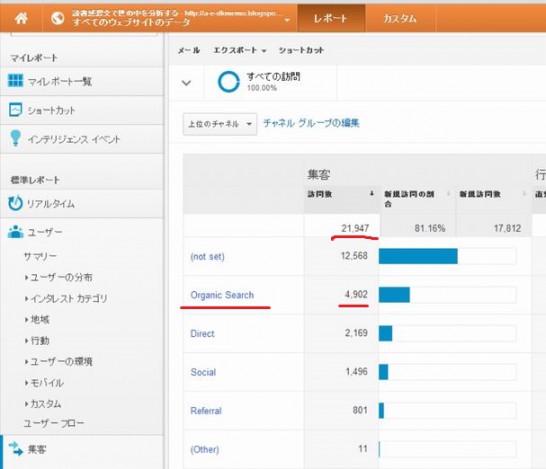 読書感想文で世の中を分析する - http://a-c-dkmemo.blogspo...
すべてのウェブサイトのデータ
レポート
カスタム
マイレポート
マイレポート一覧
ショートカット
インテリジェンス イベント
標準レポート
リアルタイム
ユーザー
サマリー
ユーザーの分布
インタレスト カテゴリ
地域
行動
ユーザーの環境
モバイル
カスタム
ユーザー フロー
集客
メール エクスポート ショートカット
すべての訪問
100.00%
上位のチャネル チャネル グループの編集
集客 行
訪問数 新規訪問の割合 新規訪問数
21,947 81.16% 17,812
(not set) 12,568
Organic Search 4,902
Direct 2,169
Social 1,496
Referral 801
(Other) 11